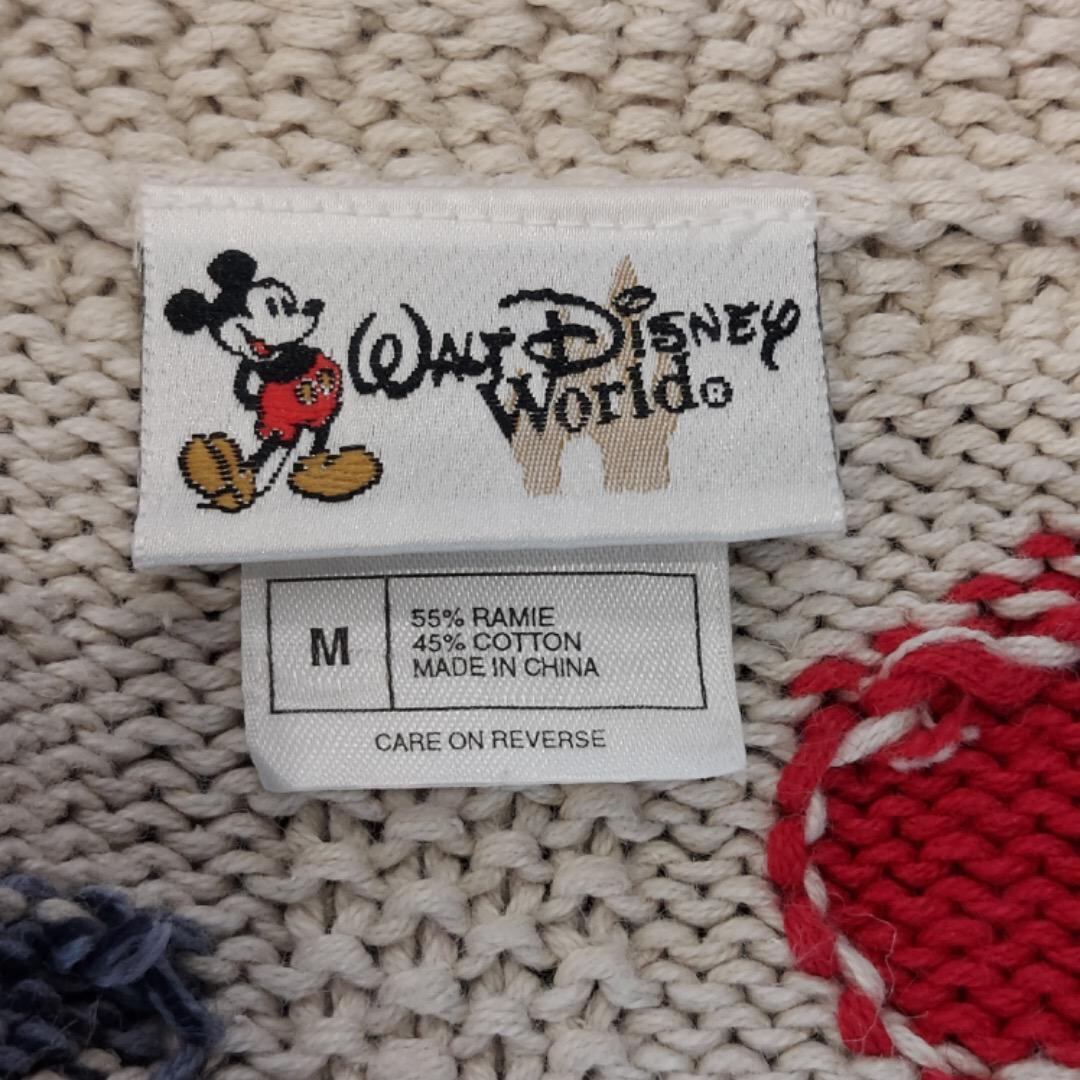 WALT DISNEY
World®
M
55% RAMIE
45% COTTON
MADE IN CHINA
CARE ON REVERSE